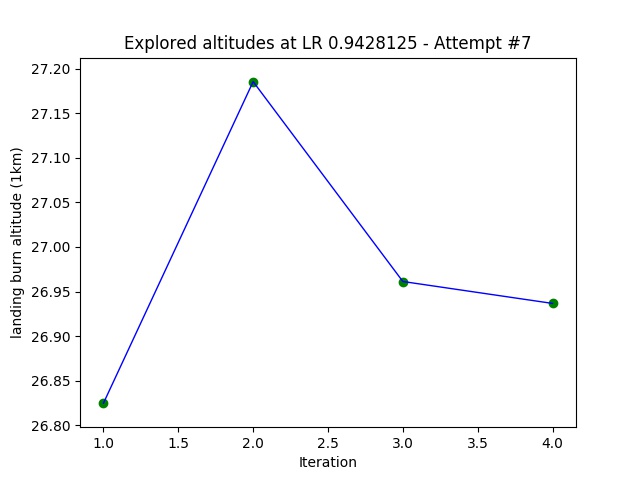 Explored altitudes at LR 0.9428125 - Attempt #7
27.20
27.15
27.10
27.05
27.00
26.95
26.90
26.85
26.80
landing burn altitude (1km)
1.0 1.5 2.0 2.5 3.0 3.5 4.0
Iteration